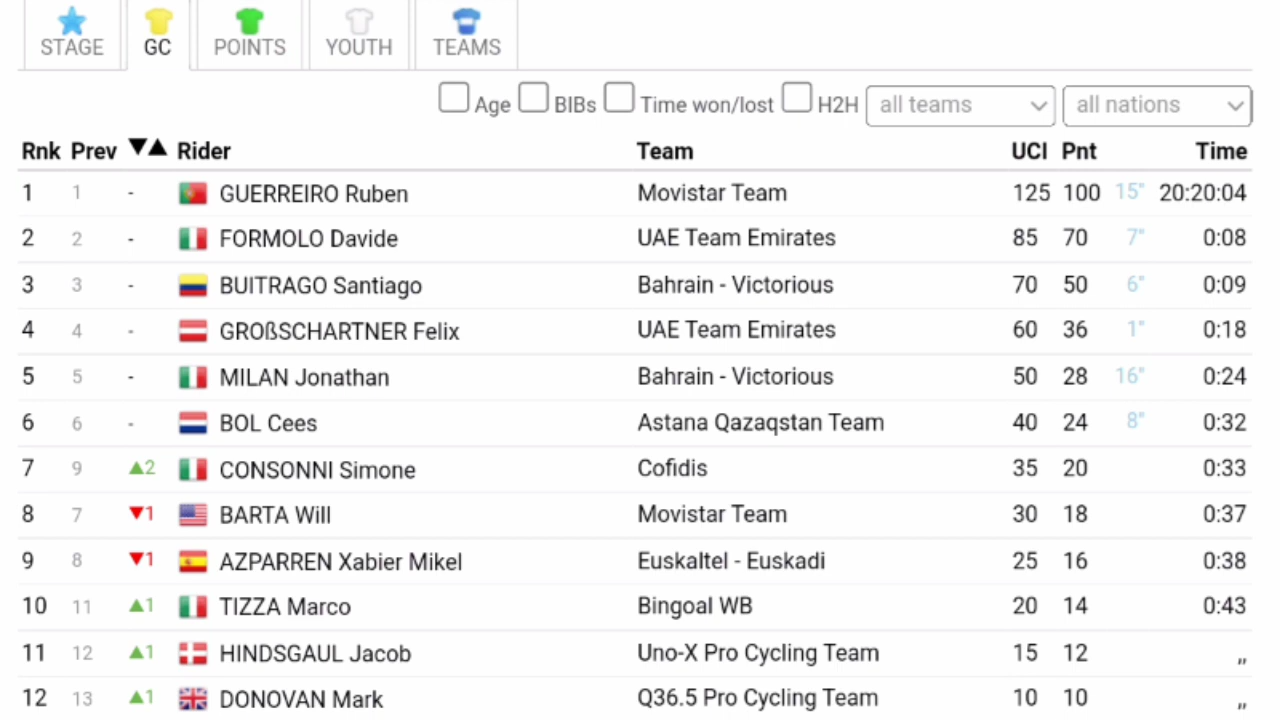 STAGE GC POINTS YOUTH TEAMS
Age BIBs Time won/lost H2H all teams all nations
Rnk Prev ▼▲ Rider Team UCI Pnt Time
1 1 - GUERREIRO Ruben Movistar Team 125 100 15" 20:20:04
2 2 - FORMOLO Davide UAE Team Emirates 85 70 7" 0:08
3 3 - BUITRAGO Santiago Bahrain - Victorious 70 50 6" 0:09
4 4 - GROßSCHARTNER Felix UAE Team Emirates 60 36 1" 0:18
5 5 - MILAN Jonathan Bahrain - Victorious 50 28 16" 0:24
6 6 - BOL Cees Astana Qazaqstan Team 40 24 8" 0:32
7 9 ▲2 CONSONNI Simone Cofidis 35 20 0:33
8 7 ▼1 BARTA Will Movistar Team 30 18 0:37
9 8 ▼1 AZPARREN Xabier Mikel Euskaltel - Euskadi 25 16 0:38
10 11 ▲1 TIZZA Marco Bingoal WB 20 14 0:43
11 12 ▲1 HINDSGAUL Jacob Uno-X Pro Cycling Team 15 12 ,,
12 13 ▲1 DONOVAN Mark Q36.5 Pro Cycling Team 10 10 ,,